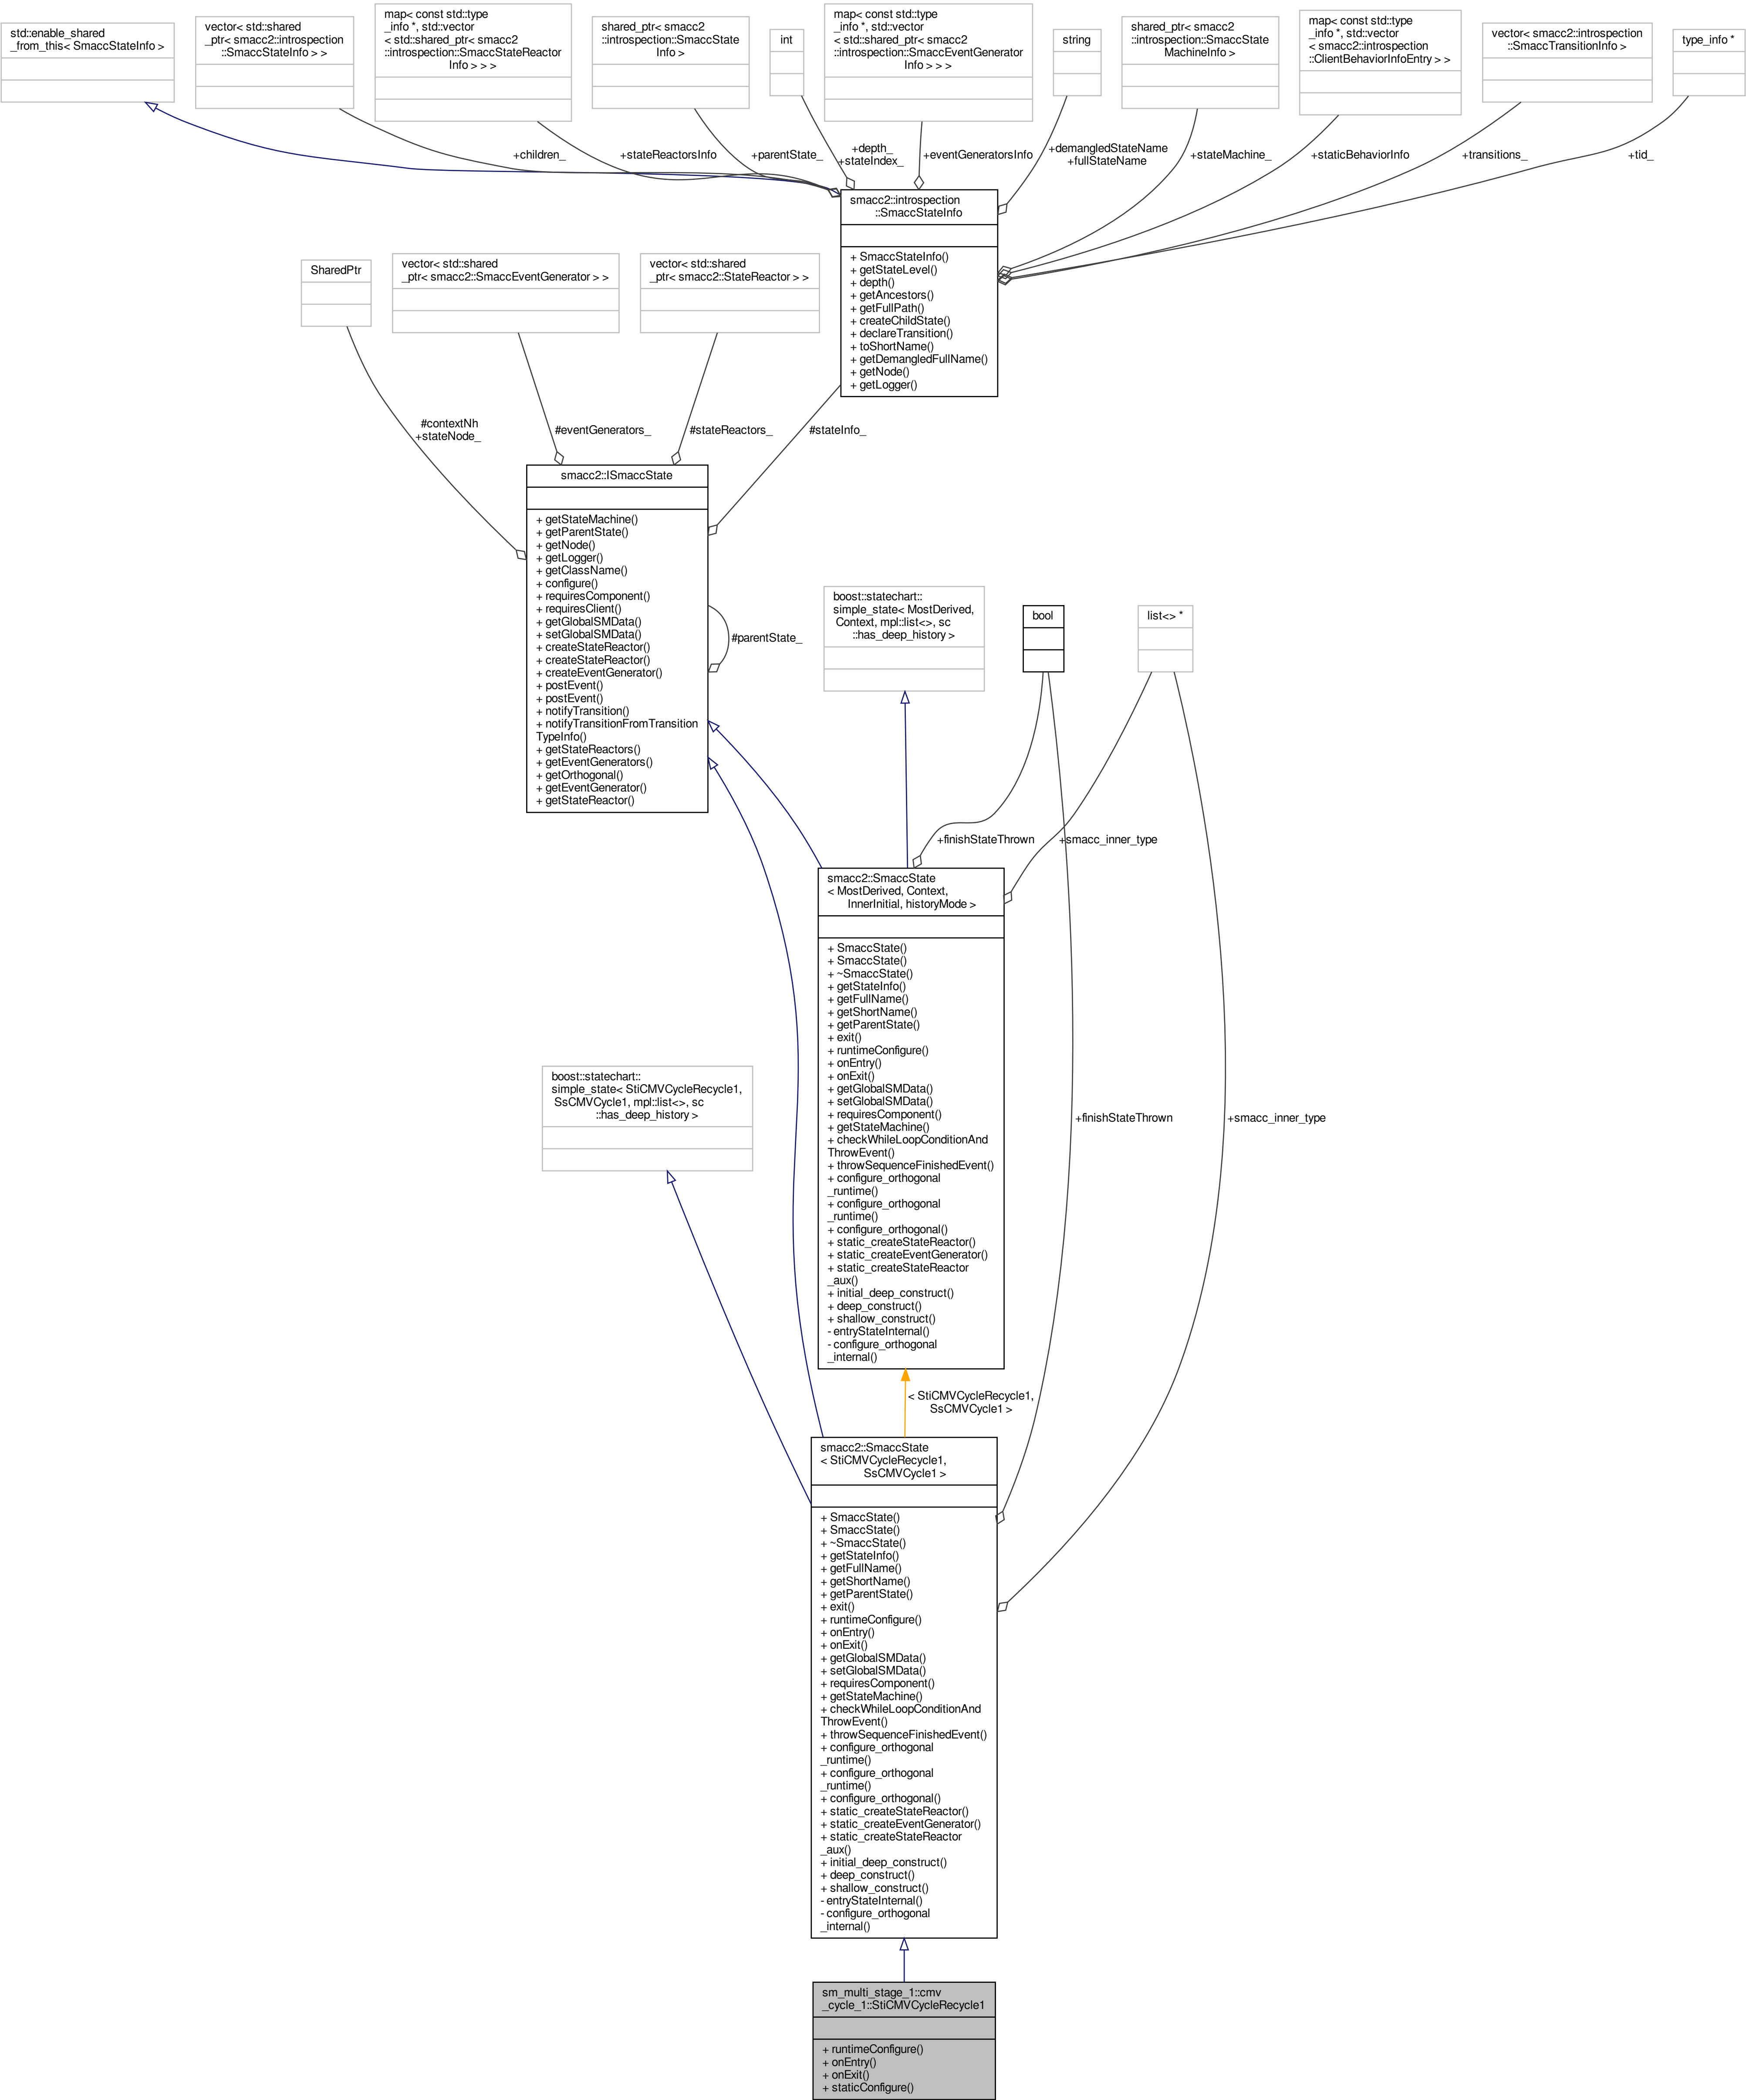 std::enable_shared
_from_this< SmaccStateInfo >
vector< std::shared
_ptr< smacc2::introspection
::SmaccStateInfo > >
map< const std::type
_info *, std::vector
< std::shared_ptr< smacc2
::introspection::SmaccStateReactor
Info > > >
shared_ptr< smacc2
::introspection::SmaccState
Info >
int
map< const std::type
_info *, std::vector
< std::shared_ptr< smacc2
::introspection::SmaccEventGenerator
Info > > >
string
shared_ptr< smacc2
::introspection::SmaccState
MachineInfo >
map< const std::type
_info *, std::vector
< smacc2::introspection
::ClientBehaviorInfoEntry > >
vector< smacc2::introspection
::SmaccTransitionInfo >
type_info *
+children_
+stateReactorsInfo
+parentState_
+depth_
+stateIndex_
+eventGeneratorsInfo
+demangledStateName
+fullStateName
+stateMachine_
+staticBehaviorInfo
+transitions_
+tid_
smacc2::introspection
::SmaccStateInfo
+ SmaccStateInfo()
+ getStateLevel()
+ depth()
+ getAncestors()
+ getFullPath()
+ createChildState()
+ declareTransition()
+ toShortName()
+ getDemangledFullName()
+ getNode()
+ getLogger()
SharedPtr
vector< std::shared
_ptr< smacc2::SmaccEventGenerator > >
vector< std::shared
_ptr< smacc2::StateReactor > >
#contextNh
+stateNode_
#eventGenerators_
#stateReactors_
#stateInfo_
smacc2::ISmaccState
+ getStateMachine()
+ getParentState()
+ getNode()
+ getLogger()
+ getClassName()
+ configure()
+ requiresComponent()
+ requiresClient()
+ getGlobalSMData()
+ setGlobalSMData()
+ createStateReactor()
+ createStateReactor()
+ createEventGenerator()
+ postEvent()
+ postEvent()
+ notifyTransition()
+ notifyTransitionFromTransition
TypeInfo()
+ getStateReactors()
+ getEventGenerators()
+ getOrthogonal()
+ getEventGenerator()
+ getStateReactor()
#parentState_
boost::statechart::
simple_state< MostDerived,
Context, mpl::list<>, sc
::has_deep_history >
bool
list<> *
+finishStateThrown
+smacc_inner_type
smacc2::SmaccState
< MostDerived, Context,
InnerInitial, historyMode >
+ SmaccState()
+ SmaccState()
+ ~SmaccState()
+ getStateInfo()
+ getFullName()
+ getShortName()
+ getParentState()
+ exit()
+ runtimeConfigure()
+ onEntry()
+ onExit()
+ getGlobalSMData()
+ setGlobalSMData()
+ requiresComponent()
+ getStateMachine()
+ checkWhileLoopConditionAnd
ThrowEvent()
+ throwSequenceFinishedEvent()
+ configure_orthogonal
_runtime()
+ configure_orthogonal
_runtime()
+ configure_orthogonal()
+ static_createStateReactor()
+ static_createEventGenerator()
+ static_createStateReactor
_aux()
+ initial_deep_construct()
+ deep_construct()
+ shallow_construct()
- entryStateInternal()
- configure_orthogonal
_internal()
boost::statechart::
simple_state< StiCMVCycleRecycle1,
SsCMVCycle1, mpl::list<>, sc
::has_deep_history >
+finishStateThrown
+smacc_inner_type
< StiCMVCycleRecycle1,
SsCMVCycle1 >
smacc2::SmaccState
< StiCMVCycleRecycle1,
SsCMVCycle1 >
+ SmaccState()
+ SmaccState()
+ ~SmaccState()
+ getStateInfo()
+ getFullName()
+ getShortName()
+ getParentState()
+ exit()
+ runtimeConfigure()
+ onEntry()
+ onExit()
+ getGlobalSMData()
+ setGlobalSMData()
+ requiresComponent()
+ getStateMachine()
+ checkWhileLoopConditionAnd
ThrowEvent()
+ throwSequenceFinishedEvent()
+ configure_orthogonal
_runtime()
+ configure_orthogonal
_runtime()
+ configure_orthogonal()
+ static_createStateReactor()
+ static_createEventGenerator()
+ static_createStateReactor
_aux()
+ initial_deep_construct()
+ deep_construct()
+ shallow_construct()
- entryStateInternal()
- configure_orthogonal
_internal()
sm_multi_stage_1::cmv
_cycle_1::StiCMVCycleRecycle1
+ runtimeConfigure()
+ onEntry()
+ onExit()
+ staticConfigure()